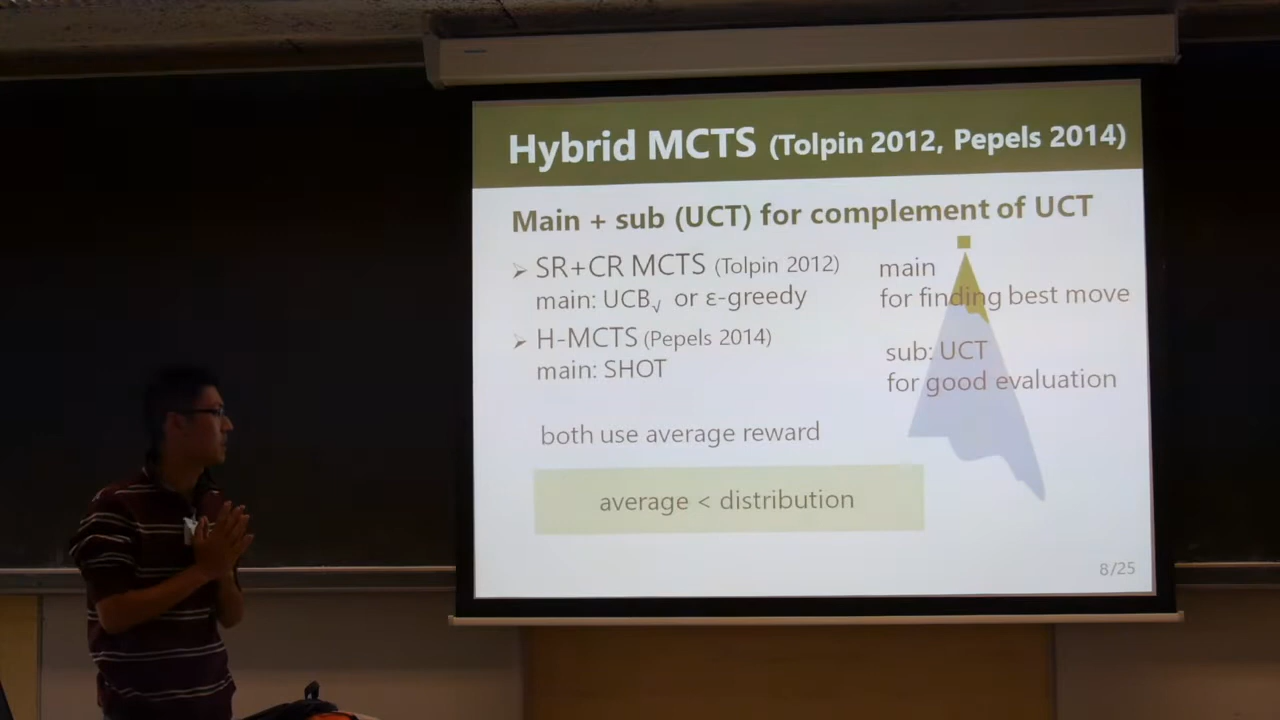 Hybrid MCTS (Tolpin 2012, Pepels 2014)
Main + sub (UCT) for complement of UCT
➢ SR+CR MCTS (Tolpin 2012)
main: UCB√ or ε-greedy
➢ H-MCTS (Pepels 2014)
main: SHOT
both use average reward
average < distribution
main
for finding best move
sub: UCT
for good evaluation
8/25